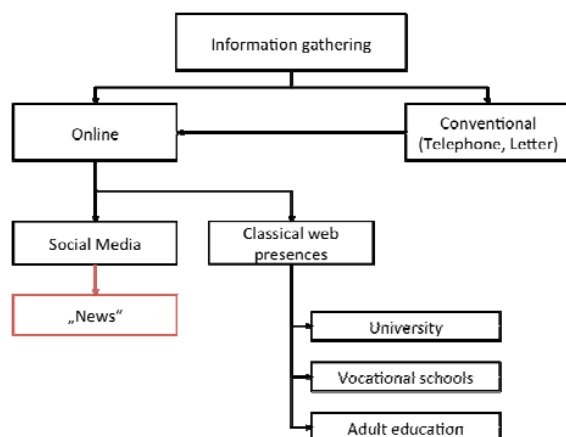 Information gathering
Online
Conventional
(Telephone, Letter)
Social Media
Classical web
presences
„News“
University
Vocational schools
Adult education